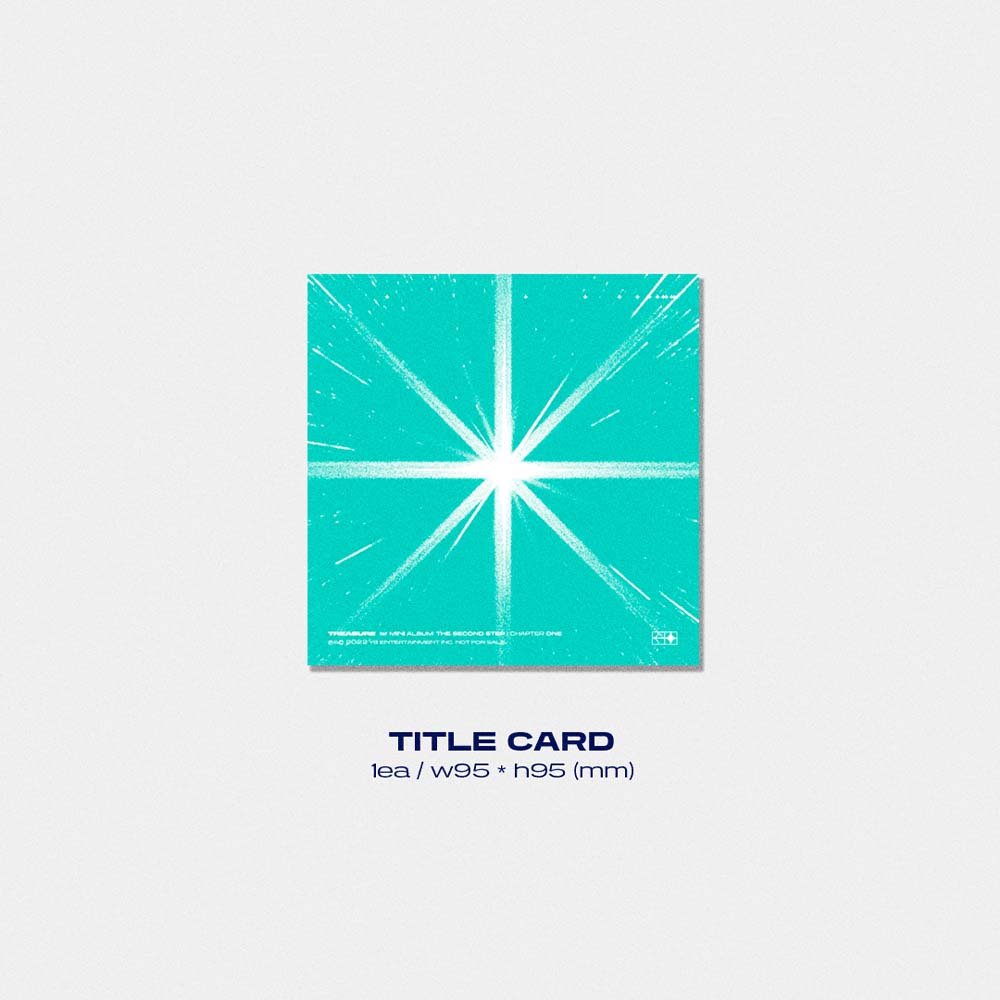 TREASURE 1st MINI ALBUM THE SECOND STEP : CHAPTER ONE
℗&© 2022 YG ENTERTAINMENT INC. NOT FOR SALE.
TITLE CARD
1ea / w95 * h95 (mm)